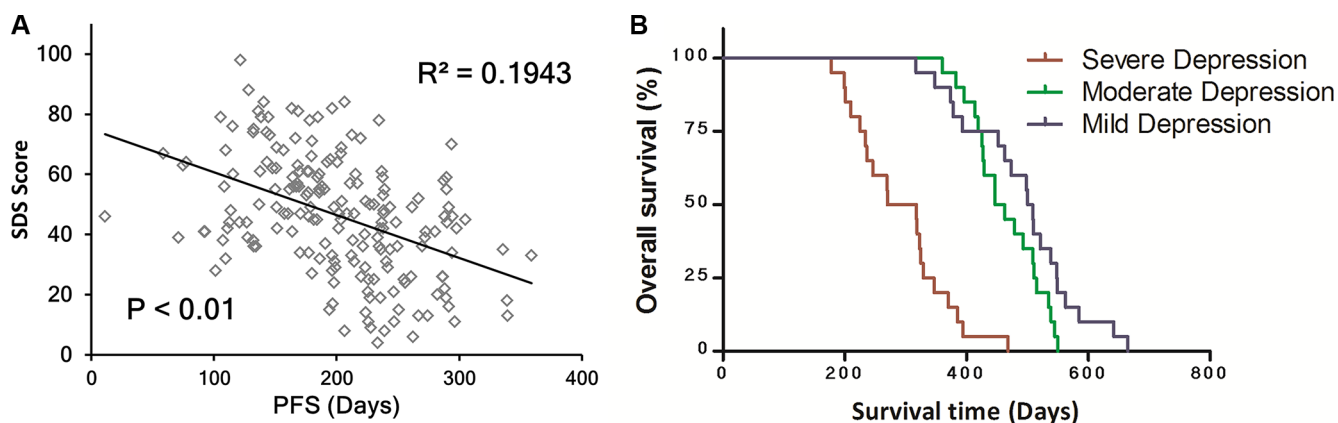 A
SDS Score
100
80
60
40
20
0
R² = 0.1943
P < 0.01
0 100 200 300 400
PFS (Days)
B
Overall survival (%)
100
75
50
25
0
Severe Depression
Moderate Depression
Mild Depression
0 200 400 600 800
Survival time (Days)